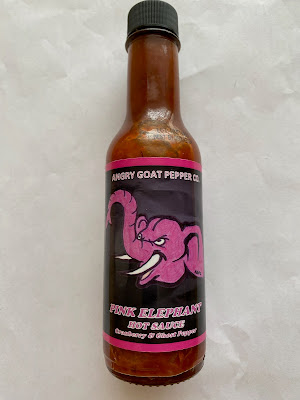 ANGRY GOAT PEPPER CO.
PINK ELEPHANT
HOT SAUCE
Cranberry & Ghost Pepper